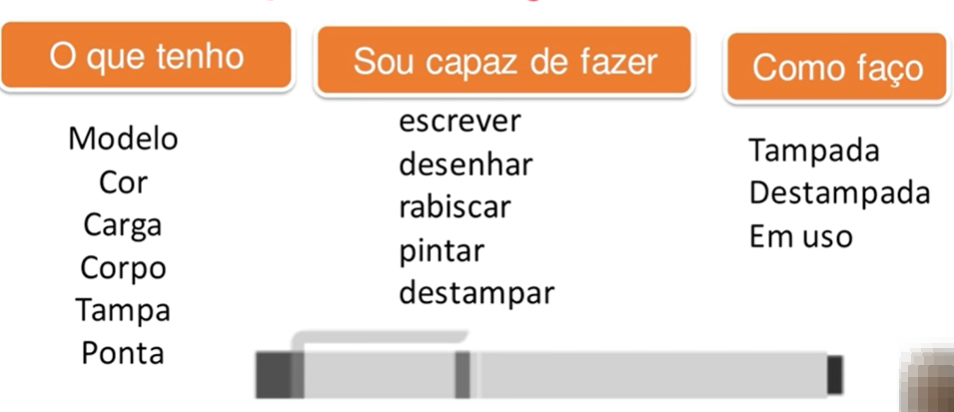 O que tenho
Modelo
Cor
Carga
Corpo
Tampa
Ponta
Sou capaz de fazer
escrever
desenhar
rabiscar
pintar
destampar
Como faço
Tampada
Destampada
Em uso